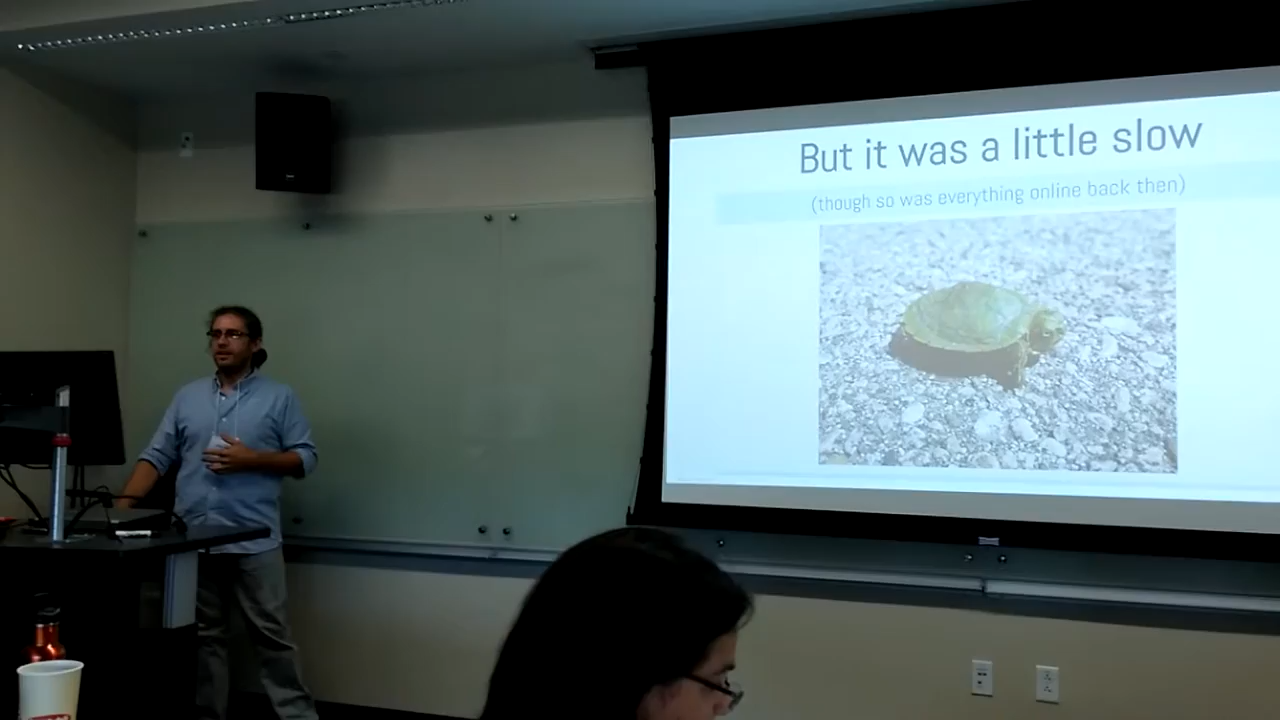 But it was a little slow
(though so was everything online back then)